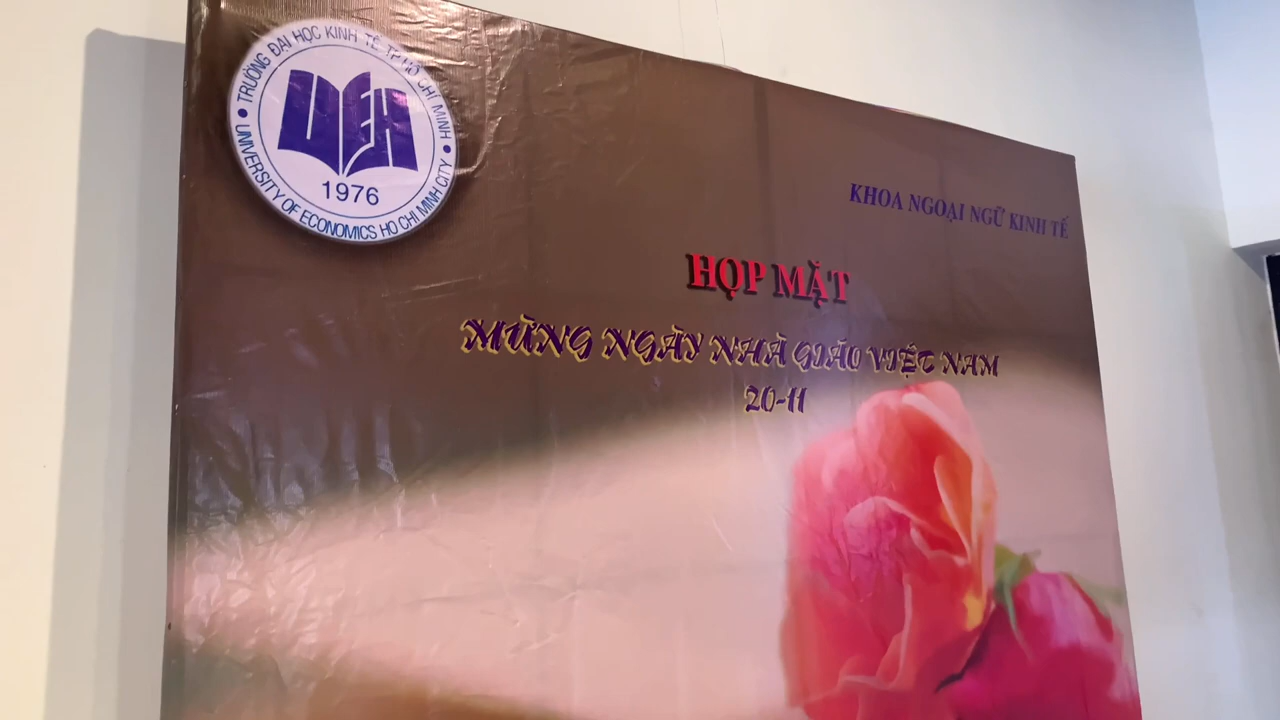 TRƯỜNG ĐẠI HỌC KINH TẾ TP HỒ CHÍ MINH
UEH
1976
UNIVERSITY OF ECONOMICS HO CHI MINH CITY
KHOA NGOẠI NGỮ KINH TẾ
HỌP MẶT
MỪNG NGÀY NHÀ GIÁO VIỆT NAM
20-11